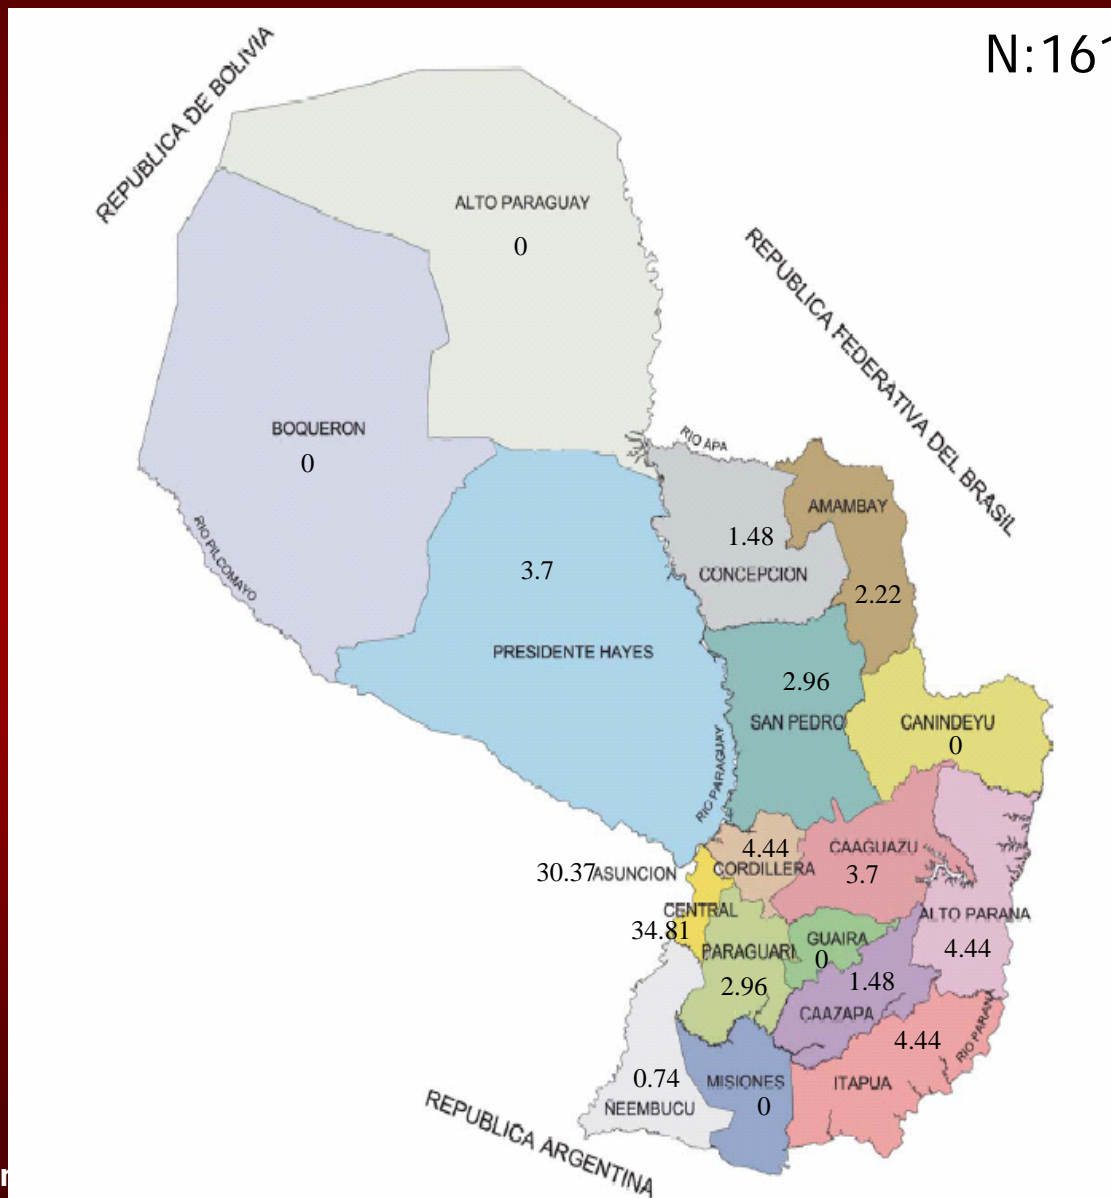 N:161
REPUBLICA DE BOLIVIA
ALTO PARAGUAY
0
REPUBLICA FEDERATIVA DEL BRASIL
BOQUERON
0
RIO APA
AMAMBAY
RIO PILCOMAYO
1.48
CONCEPCION
3.7
2.22
PRESIDENTE HAYES
2.96
SAN PEDRO
CANINDEYU
0
RIO PARAGUAY
4.44
CORDILLERA
CAAGUAZU
3.7
30.37
ASUNCION
CENTRAL
34.81
ALTO PARANA
4.44
PARAGUARI
2.96
GUAIRA
0
1.48
CAAZAPA
4.44
RIO PARANA
ITAPUA
0.74
ÑEEMBUCU
MISIONES
0
REPUBLICA ARGENTINA